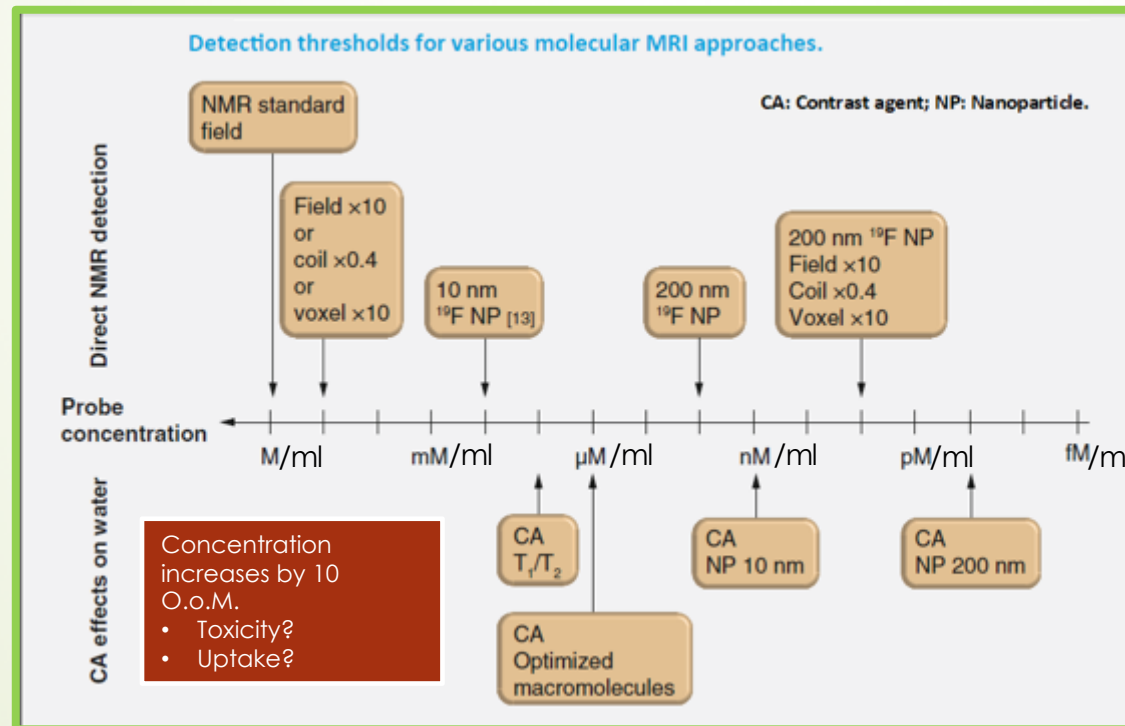 Detection thresholds for various molecular MRI approaches.
CA: Contrast agent; NP: Nanoparticle.
Direct NMR detection
NMR standard
field
Field ×10
or
coil ×0.4
or
voxel ×10
10 nm
¹⁹F NP [13]
200 nm
¹⁹F NP
200 nm ¹⁹F NP
Field ×10
Coil ×0.4
Voxel ×10
Probe
concentration
M/ml
mM/ml
µM/ml
nM/ml
pM/ml
fM/m
CA effects on water
Concentration
increases by 10
O.o.M.
• Toxicity?
• Uptake?
CA
T₁/T₂
CA
Optimized
macromolecules
CA
NP 10 nm
CA
NP 200 nm